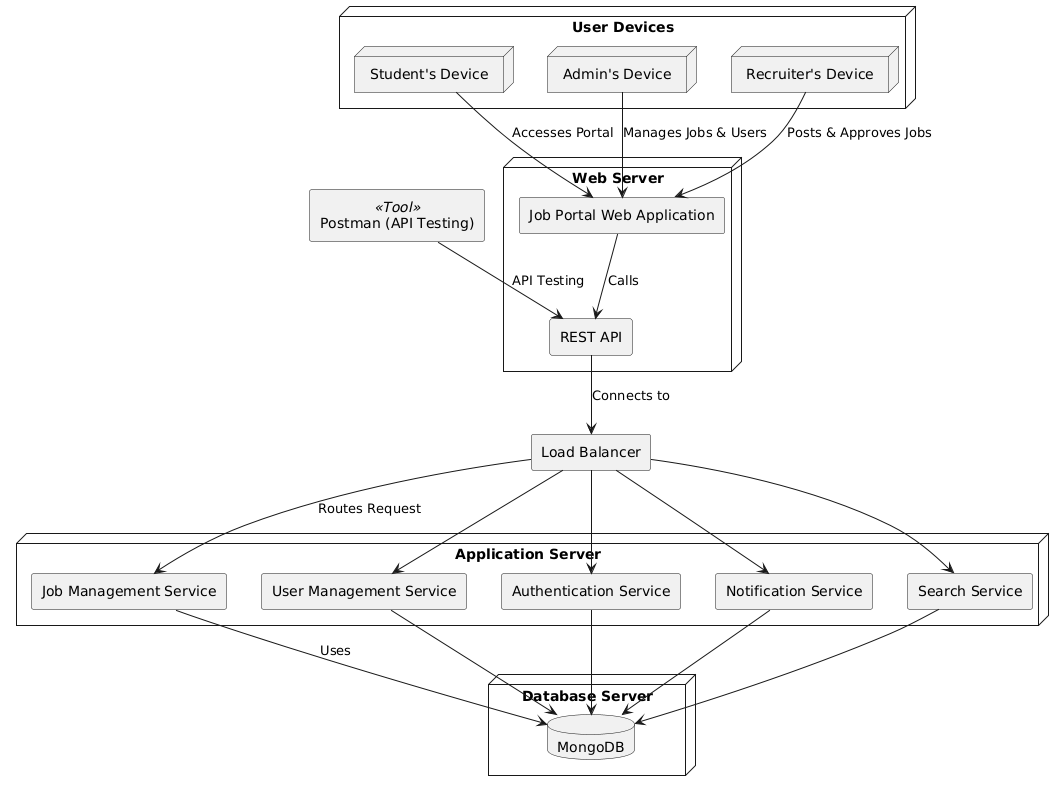 User Devices
Student's Device
Admin's Device
Recruiter's Device
Accesses Portal
Manages Jobs & Users
Posts & Approves Jobs
Web Server
«Tool»
Postman (API Testing)
Job Portal Web Application
API Testing
Calls
REST API
Connects to
Load Balancer
Routes Request
Application Server
Job Management Service
User Management Service
Authentication Service
Notification Service
Search Service
Uses
Database Server
MongoDB